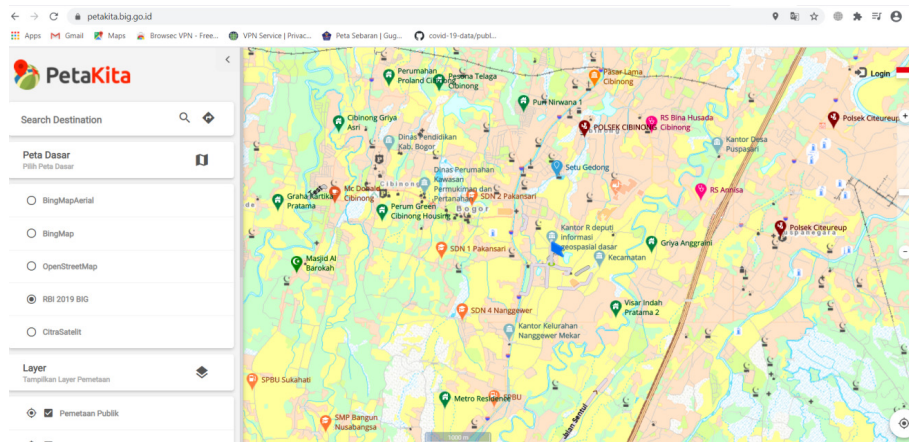 petakita.big.go.id
Apps
Gmail
Maps
Browsec VPN - Free...
VPN Service | Privac...
Peta Sebaran | Gug...
covid-19-data/publ...
PetaKita
Search Destination
Peta Dasar
Pilih Peta Dasar
BingMapAerial
BingMap
OpenStreetMap
RBI 2019 BIG
CitraSatelit
Layer
Tampilkan Layer Pemetaan
Pemetaan Publik
Login
Perumahan
Proland Cibinong
Pesona Telaga
Cibinong
Pasar Lama
Cibinong
Puri Nirwana 1
Cibinong Griya
Asri
Dinas Pendidikan
Kab. Bogor
POLSEK CIBINONG
RS Bina Husada
Cibinong
Polsek Citeureup
Kantor Desa
Puspasari
Dinas Perumahan
Kawasan
Permukiman dan
Pertanahan
Setu Gedong
Cibinong
Mc Donald
Cibinong
Graha Kartika
Pratama
SDN 2 Pakansari
RS Annisa
Perum Green
Cibinong Housing
Bogor
Kantor R deputi
informasi
geospasial dasar
Polsek Citeureup
Puspanegara
Griya Anggraini
SDN 1 Pakansari
Kecamatan
Masjid Al
Barokah
Visar Indah
Pratama 2
SDN 4 Nanggewer
Kantor Kelurahan
Nanggewer Mekar
SPBU Sukahati
Metro Residence
SPBU
SMP Bangun
Nusabangsa
Jalan Sentul
1000 m